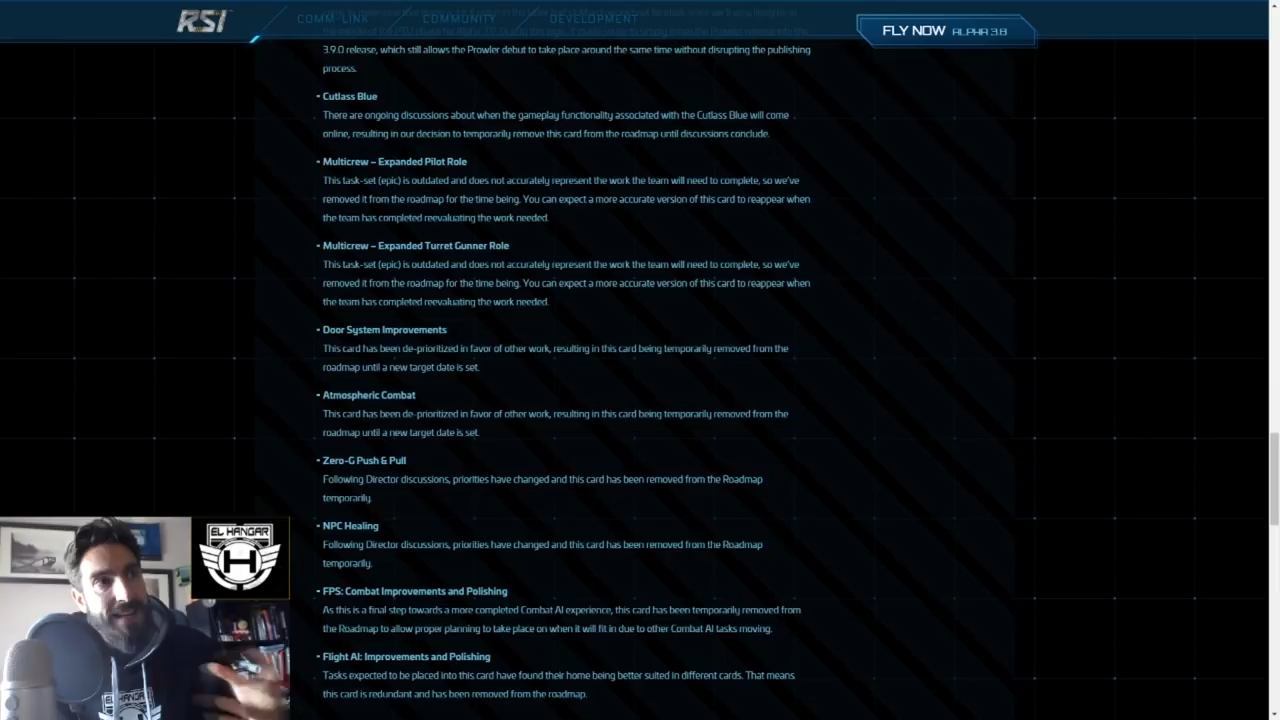 RSI
COMM-LINK
COMMUNITY
DEVELOPMENT
FLY NOW ALPHA 3.8
3.9.0 release, which still allows the Prowler debut to take place around the same time without disrupting the publishing
process.
- Cutlass Blue
There are ongoing discussions about when the gameplay functionality associated with the Cutlass Blue will come
online, resulting in our decision to temporarily remove this card from the roadmap until discussions conclude.
- Multicrew – Expanded Pilot Role
This task-set (epic) is outdated and does not accurately represent the work the team will need to complete, so we've
removed it from the roadmap for the time being. You can expect a more accurate version of this card to reappear when
the team has completed reevaluating the work needed.
- Multicrew – Expanded Turret Gunner Role
This task-set (epic) is outdated and does not accurately represent the work the team will need to complete, so we've
removed it from the roadmap for the time being. You can expect a more accurate version of this card to reappear when
the team has completed reevaluating the work needed.
- Door System Improvements
This card has been de-prioritized in favor of other work, resulting in this card being temporarily removed from the
roadmap until a new target date is set.
- Atmospheric Combat
This card has been de-prioritized in favor of other work, resulting in this card being temporarily removed from the
roadmap until a new target date is set.
- Zero-G Push & Pull
Following Director discussions, priorities have changed and this card has been removed from the Roadmap
temporarily.
- NPC Healing
Following Director discussions, priorities have changed and this card has been removed from the Roadmap
temporarily.
- FPS: Combat Improvements and Polishing
As this is a final step towards a more completed Combat AI experience, this card has been temporarily removed from
the Roadmap to allow proper planning to take place on when it will fit in due to other Combat AI tasks moving.
- Flight AI: Improvements and Polishing
Tasks expected to be placed into this card have found their home being better suited in different cards. That means
this card is redundant and has been removed from the roadmap.
EL HANGAR
H
EL HANGAR